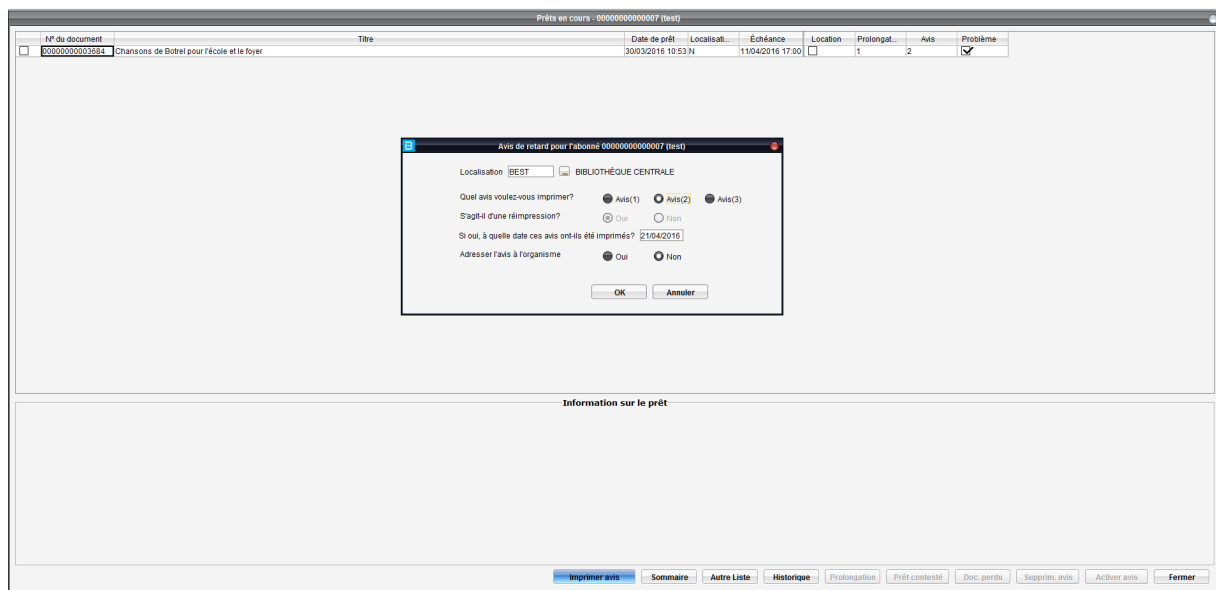 Prêts en cours - 00000000000007 (test)
Nº du document Titre Date de prêt Localisati... Échéance Location Prolongat... Avis Problème
00000000003684 Chansons de Botrel pour l'école et le foyer 30/03/2016 10:53 N 11/04/2016 17:00 1 2
B Avis de retard pour l'abonné 00000000000007 (test)
Localisation BEST BIBLIOTHÈQUE CENTRALE
Quel avis voulez-vous imprimer? Avis(1) Avis(2) Avis(3)
S'agit-il d'une réimpression? Oui Non
Si oui, à quelle date ces avis ont-ils été imprimés? 21/04/2016
Adresser l'avis à l'organisme Oui Non
OK Annuler
Information sur le prêt
Imprimer avis Sommaire Autre Liste Historique Prolongation Prêt contesté Doc. perdu Supprim. avis Activer avis Fermer